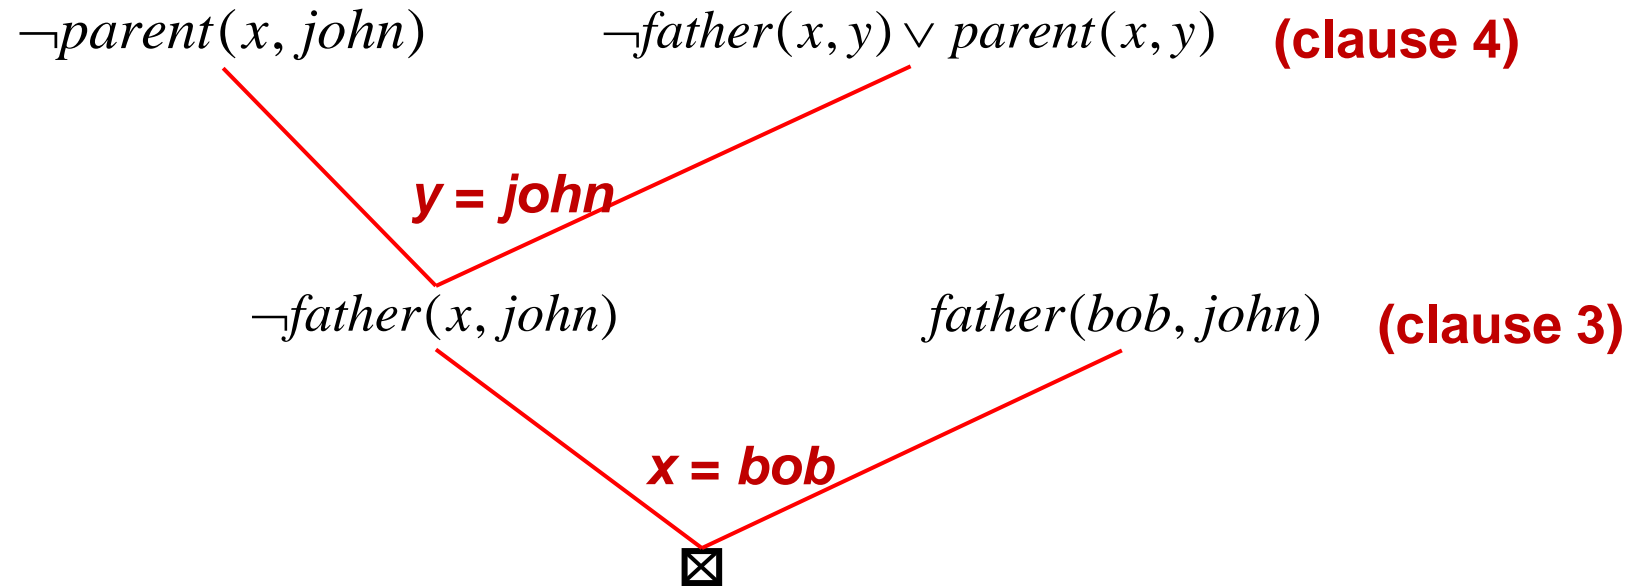 ¬parent(x, john) ¬father(x, y) ∨ parent(x, y) (clause 4)
y = john
¬father(x, john) father(bob, john) (clause 3)
x = bob
⊠